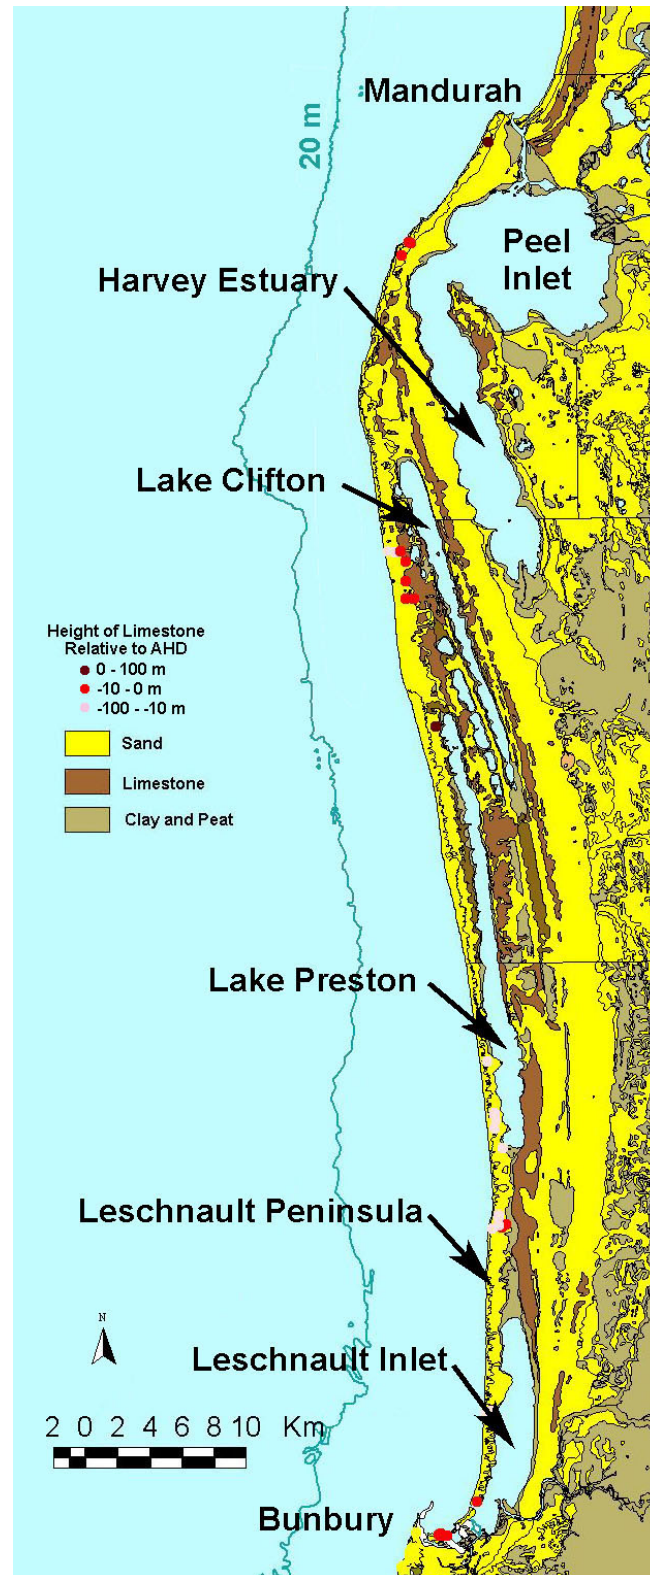 Mandurah
20 m
Peel
Inlet
Harvey Estuary
Lake Clifton
Height of Limestone
Relative to AHD
0 - 100 m
-10 - 0 m
-100 - -10 m
Sand
Limestone
Clay and Peat
Lake Preston
Leschnault Peninsula
N
Leschnault Inlet
2 0 2 4 6 8 10 Km
Bunbury